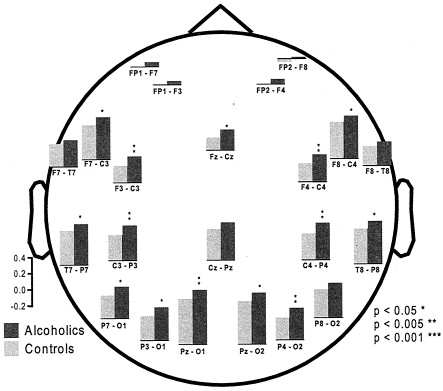 FP1 - F7 FP2 - F8
FP1 - F3 FP2 - F4
F7 - T7 F7 - C3 Fz - Cz F8 - C4 F8 - T8
F3 - C3 F4 - C4
* * * * * * * *
T7 - P7 C3 - P3 Cz - Pz C4 - P4 T8 - P8
* * * * * *
0.4
0.2
0.0
-0.2
P7 - O1 P3 - O1 Pz - O1 Pz - O2 P4 - O2 P8 - O2
* * * * * * *
Alcoholics
Controls
p < 0.05 *
p < 0.005 **
p < 0.001 ***